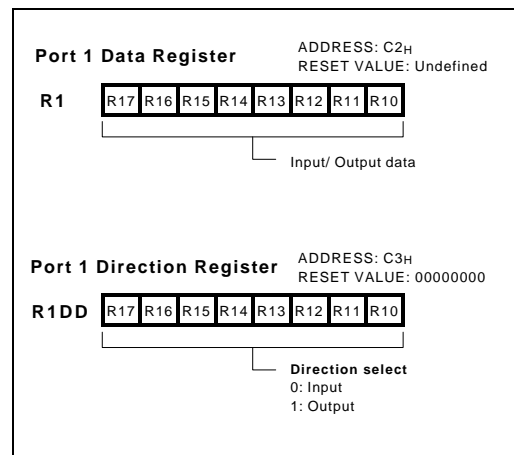 Port 1 Data Register
ADDRESS: C2H
RESET VALUE: Undefined
R1
R17 R16 R15 R14 R13 R12 R11 R10
Input/ Output data
Port 1 Direction Register
ADDRESS: C3H
RESET VALUE: 00000000
R1DD
R17 R16 R15 R14 R13 R12 R11 R10
Direction select
0: Input
1: Output